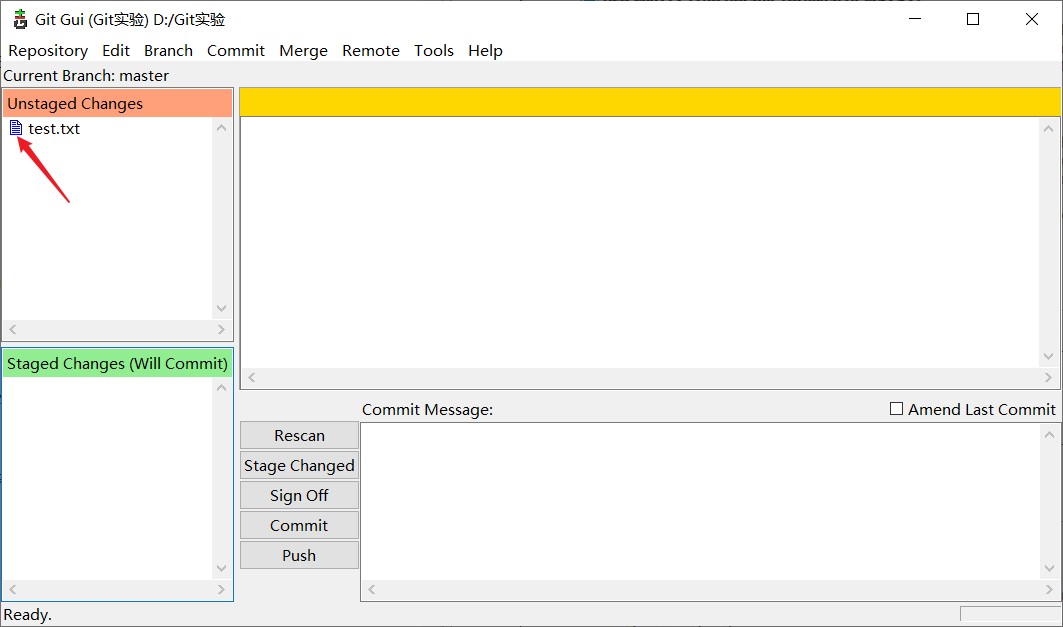 Git Gui (Git实验) D:/Git实验
Repository Edit Branch Commit Merge Remote Tools Help
Current Branch: master
Unstaged Changes
test.txt
Staged Changes (Will Commit)
Commit Message:
Amend Last Commit
Rescan
Stage Changed
Sign Off
Commit
Push
Ready.